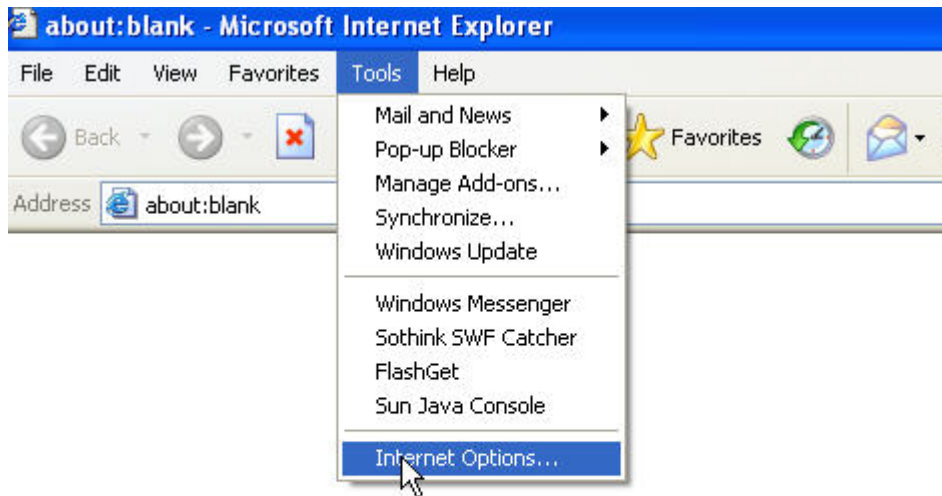 about:blank - Microsoft Internet Explorer
File Edit View Favorites Tools Help
Back Favorites
Address about:blank
Mail and News
Pop-up Blocker
Manage Add-ons...
Synchronize...
Windows Update
Windows Messenger
Sothink SWF Catcher
FlashGet
Sun Java Console
Internet Options...